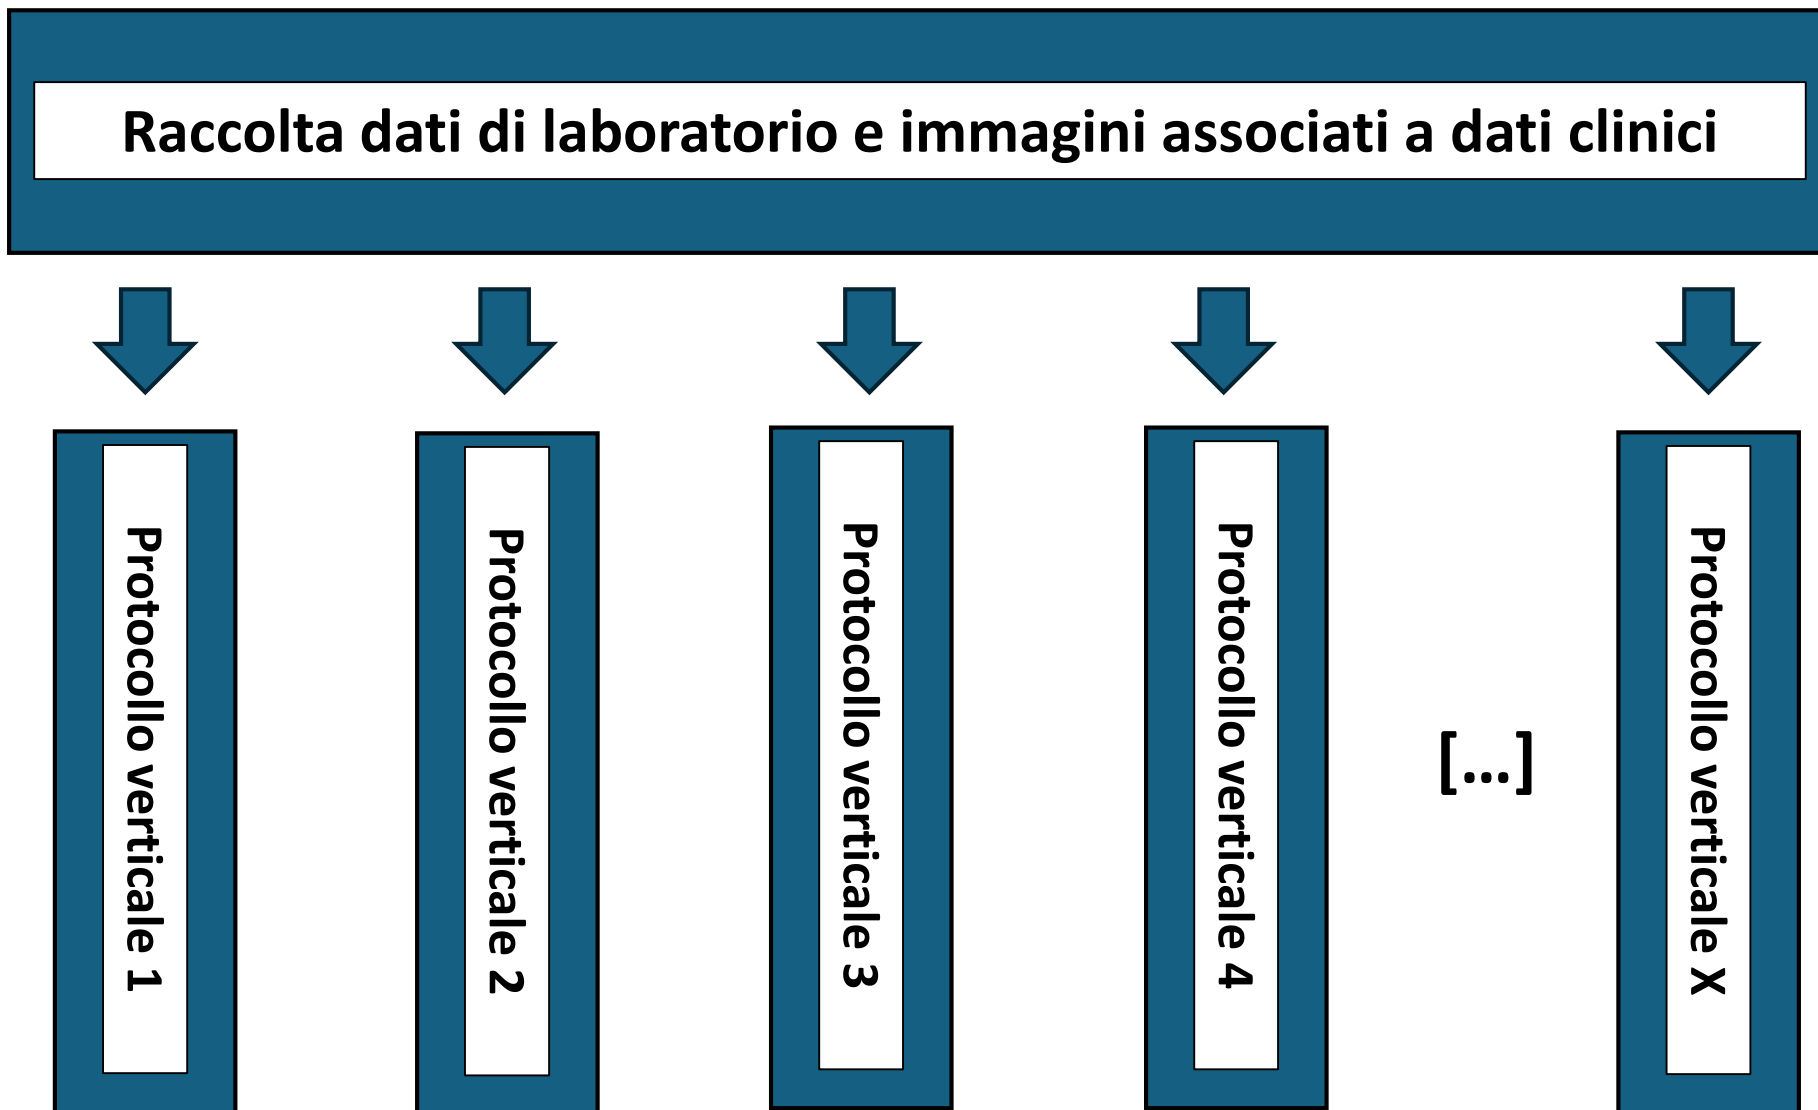 Raccolta dati di laboratorio e immagini associati a dati clinici
Protocollo verticale 1
Protocollo verticale 2
Protocollo verticale 3
Protocollo verticale 4
[...]
Protocollo verticale X